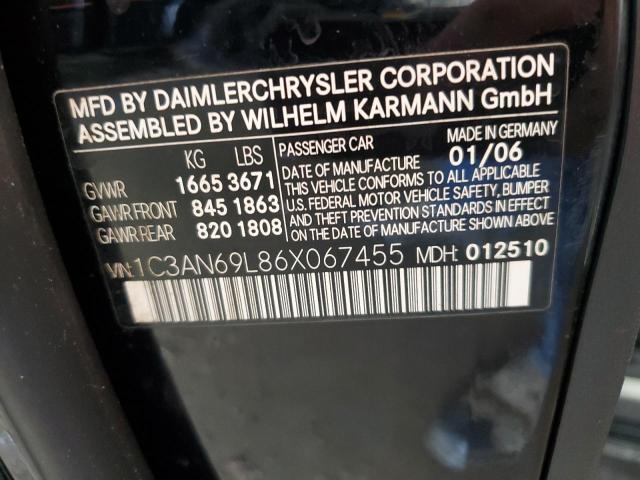 MFD BY DAIMLERCHRYSLER CORPORATION
ASSEMBLED BY WILHELM KARMANN GmbH
KG LBS
GVWR 1665 3671
GAWR FRONT 845 1863
GAWR REAR 820 1808
PASSENGER CAR MADE IN GERMANY
DATE OF MANUFACTURE 01/06
THIS VEHICLE CONFORMS TO ALL APPLICABLE
U.S. FEDERAL MOTOR VEHICLE SAFETY, BUMPER
AND THEFT PREVENTION STANDARDS IN EFFECT
ON THE DATE OF MANUFACTURE SHOWN ABOVE
VIN: 1C3AN69L86X067455 MDH: 012510